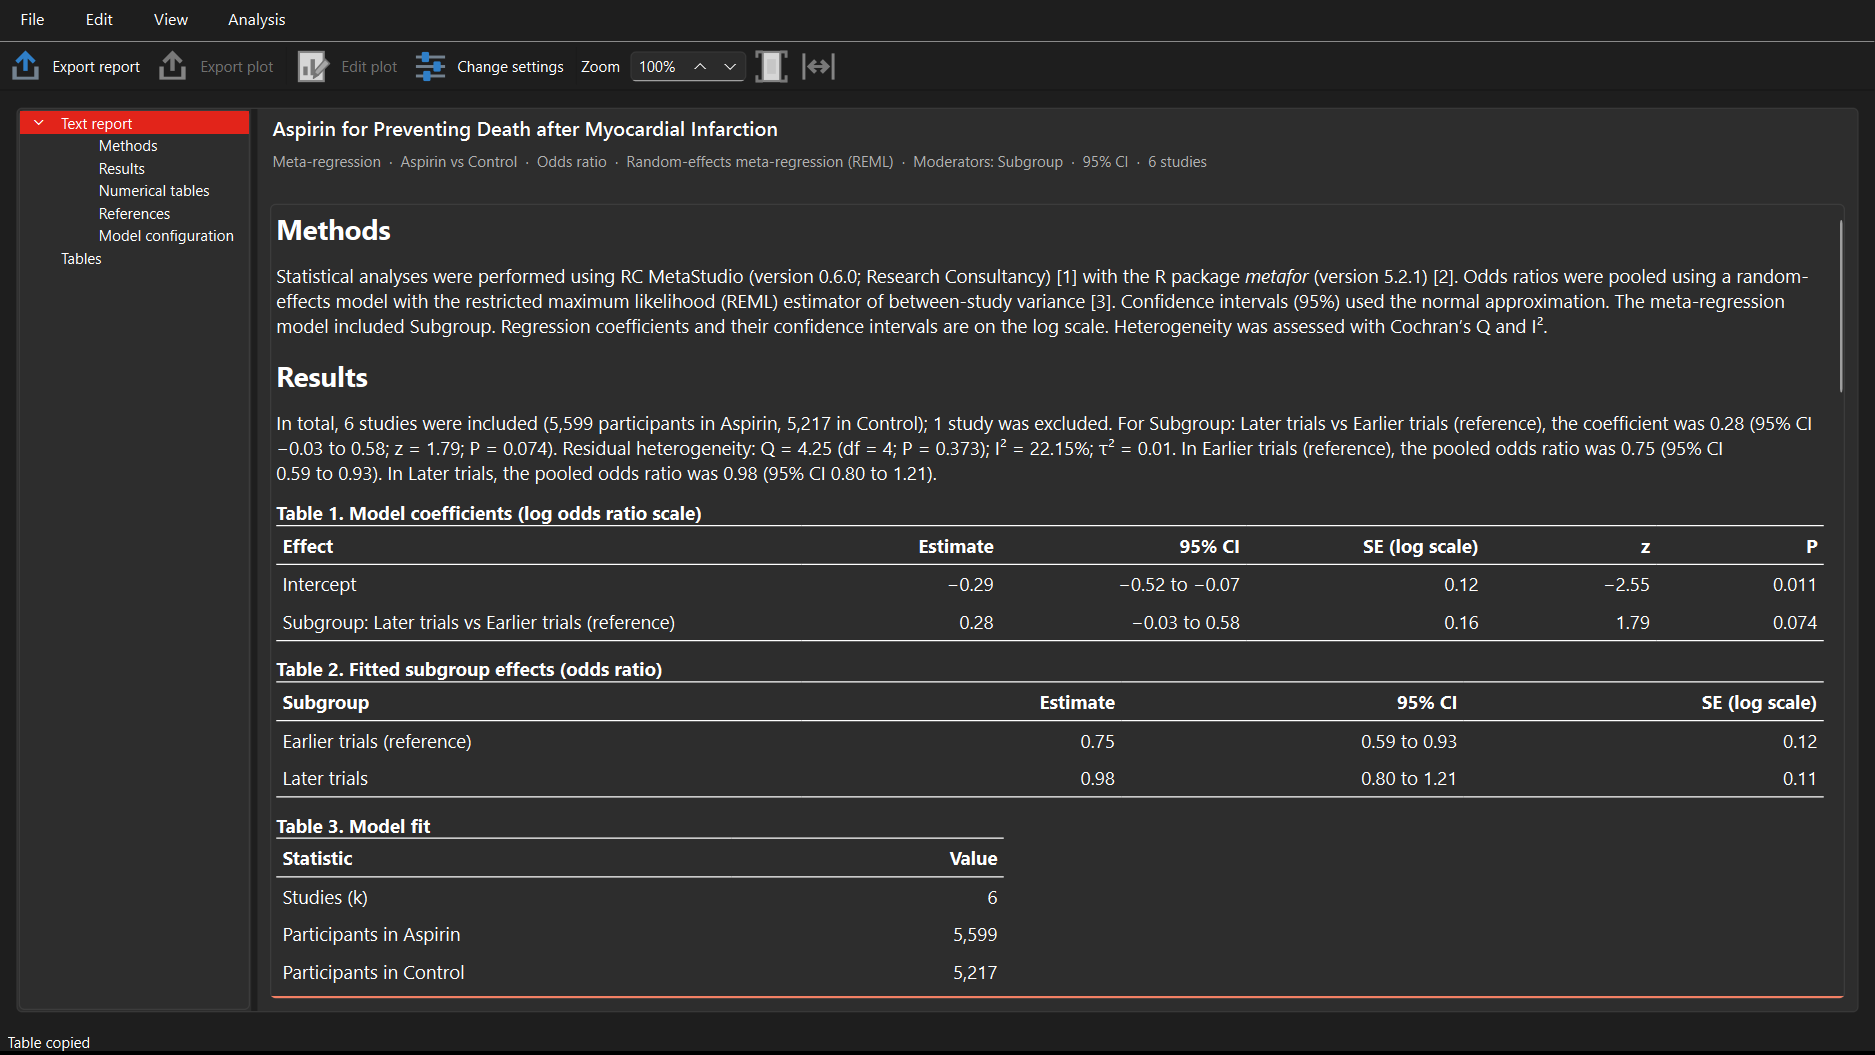 File Edit View Analysis
Export report Export plot Edit plot Change settings Zoom 100%
Text report
Methods
Results
Numerical tables
References
Model configuration
Tables
Aspirin for Preventing Death after Myocardial Infarction
Meta-regression · Aspirin vs Control · Odds ratio · Random-effects meta-regression (REML) · Moderators: Subgroup · 95% CI · 6 studies
Methods
Statistical analyses were performed using RC MetaStudio (version 0.6.0; Research Consultancy) [1] with the R package metafor (version 5.2.1) [2]. Odds ratios were pooled using a random-
effects model with the restricted maximum likelihood (REML) estimator of between-study variance [3]. Confidence intervals (95%) used the normal approximation. The meta-regression
model included Subgroup. Regression coefficients and their confidence intervals are on the log scale. Heterogeneity was assessed with Cochran’s Q and I².
Results
In total, 6 studies were included (5,599 participants in Aspirin, 5,217 in Control); 1 study was excluded. For Subgroup: Later trials vs Earlier trials (reference), the coefficient was 0.28 (95% CI
−0.03 to 0.58; z = 1.79; P = 0.074). Residual heterogeneity: Q = 4.25 (df = 4; P = 0.373); I² = 22.15%; τ² = 0.01. In Earlier trials (reference), the pooled odds ratio was 0.75 (95% CI
0.59 to 0.93). In Later trials, the pooled odds ratio was 0.98 (95% CI 0.80 to 1.21).
Table 1. Model coefficients (log odds ratio scale)
Effect Estimate 95% CI SE (log scale) z P
Intercept −0.29 −0.52 to −0.07 0.12 −2.55 0.011
Subgroup: Later trials vs Earlier trials (reference) 0.28 −0.03 to 0.58 0.16 1.79 0.074
Table 2. Fitted subgroup effects (odds ratio)
Subgroup Estimate 95% CI SE (log scale)
Earlier trials (reference) 0.75 0.59 to 0.93 0.12
Later trials 0.98 0.80 to 1.21 0.11
Table 3. Model fit
Statistic Value
Studies (k) 6
Participants in Aspirin 5,599
Participants in Control 5,217
Table copied